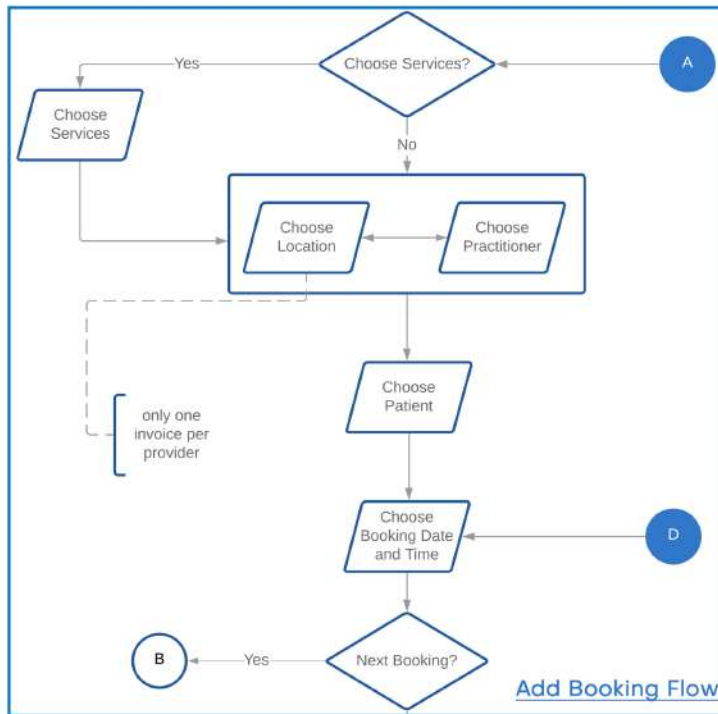 Yes
Choose Services?
A
Choose
Services
No
Choose
Location
Choose
Practitioner
Choose
Patient
only one
invoice per
provider
Choose
Booking Date
and Time
D
B
Yes
Next Booking?
Add Booking Flow